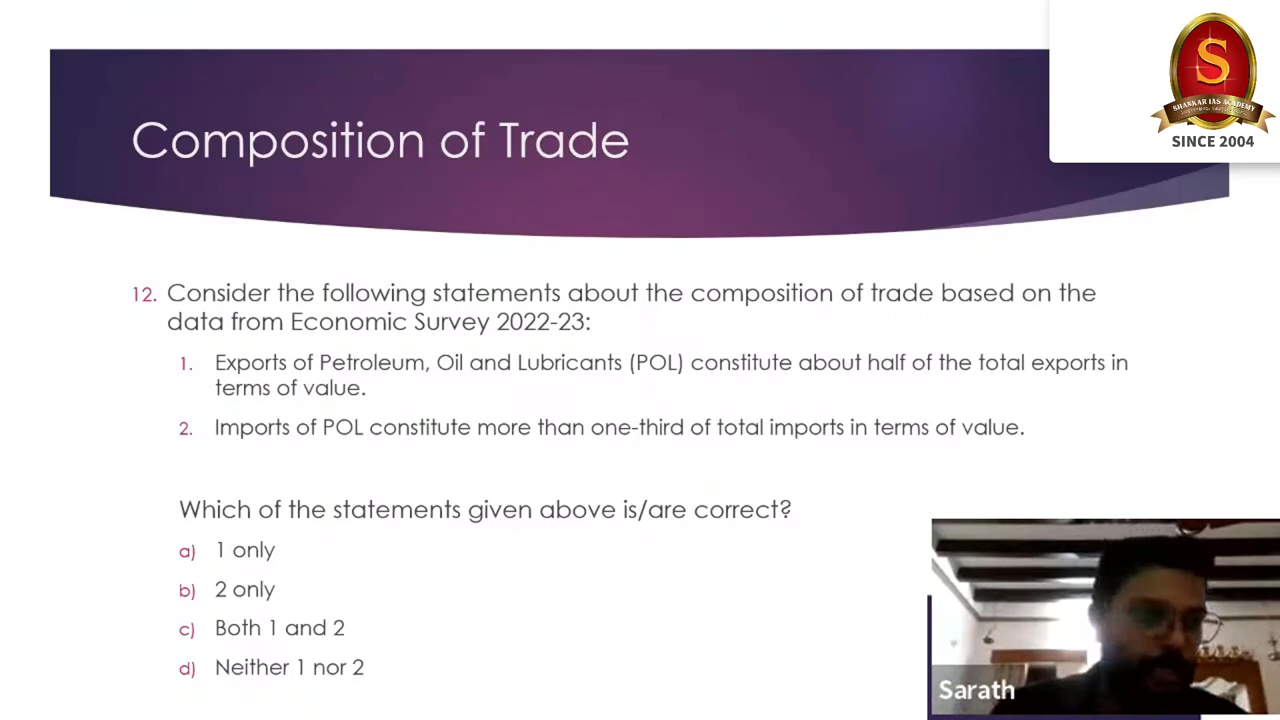 S
SHANKAR IAS ACADEMY
SINCE 2004
Composition of Trade
12. Consider the following statements about the composition of trade based on the
data from Economic Survey 2022-23:
1. Exports of Petroleum, Oil and Lubricants (POL) constitute about half of the total exports in
terms of value.
2. Imports of POL constitute more than one-third of total imports in terms of value.
Which of the statements given above is/are correct?
a) 1 only
b) 2 only
c) Both 1 and 2
d) Neither 1 nor 2
Sarath